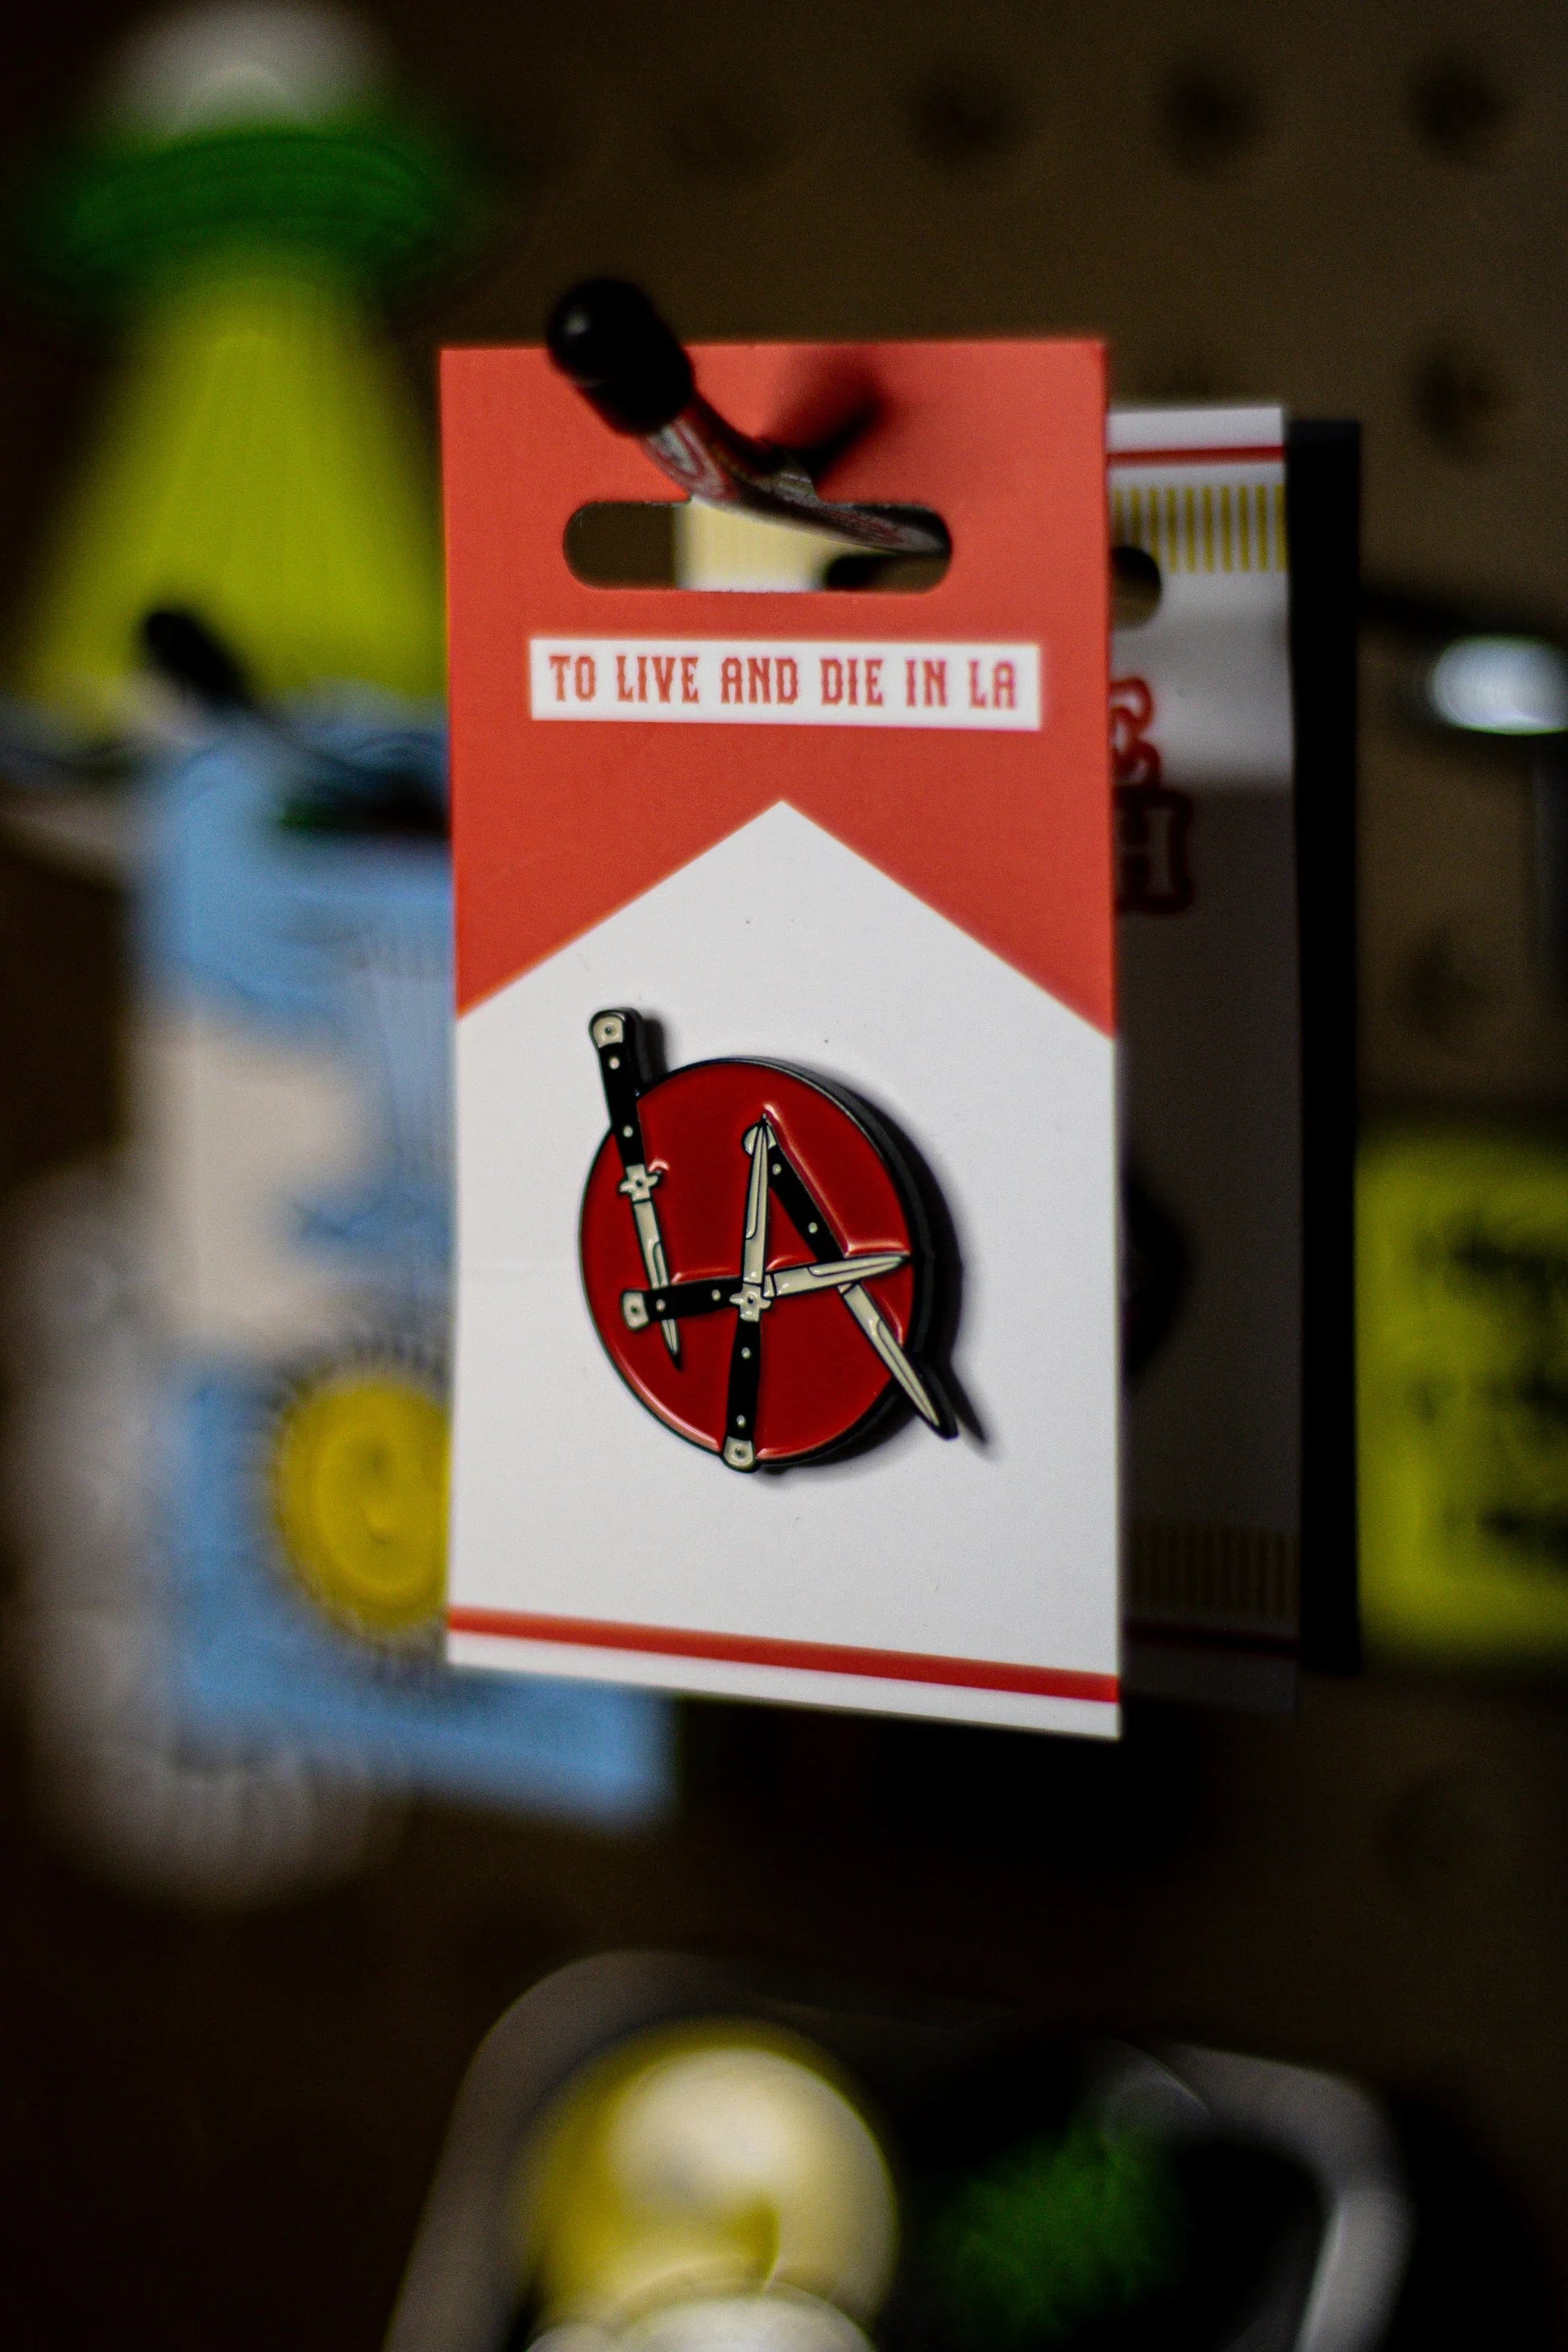 TO LIVE AND DIE IN LA
LA